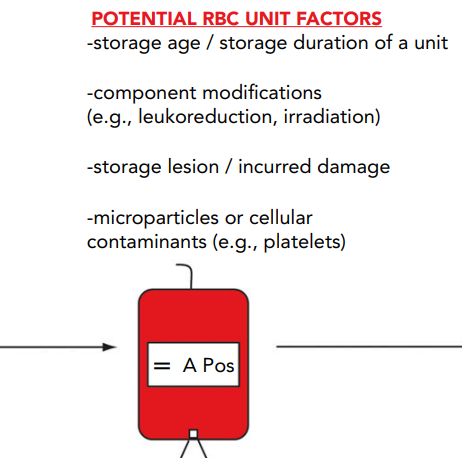 POTENTIAL RBC UNIT FACTORS
-storage age / storage duration of a unit
-component modifications
(e.g., leukoreduction, irradiation)
-storage lesion / incurred damage
-microparticles or cellular
contaminants (e.g., platelets)
= A Pos